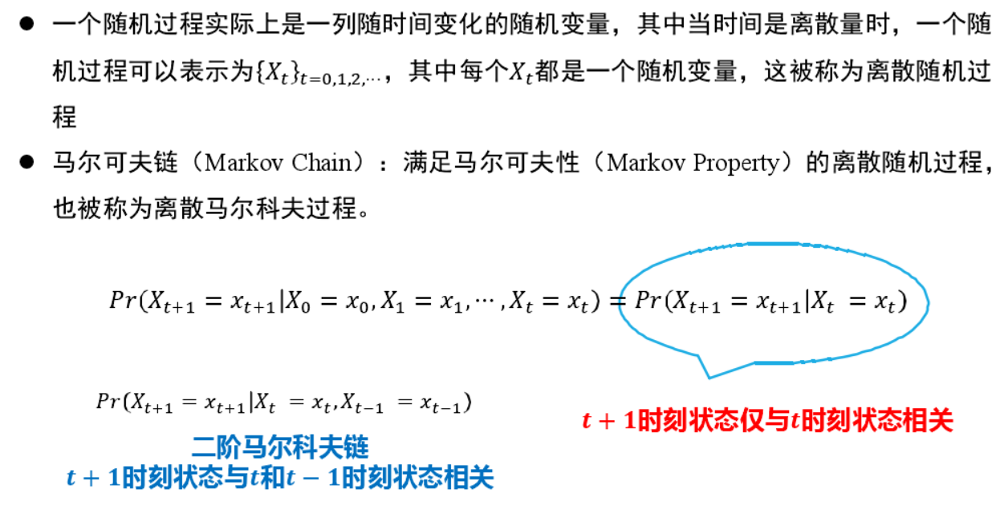 ● 一个随机过程实际上是一列随时间变化的随机变量，其中当时间是离散量时，一个随
机过程可以表示为{X_t}_{t=0,1,2,⋯}，其中每个X_t都是一个随机变量，这被称为离散随机过
程
● 马尔可夫链（Markov Chain）：满足马尔可夫性（Markov Property）的离散随机过程，
也被称为离散马尔科夫过程。
Pr(X_{t+1} = x_{t+1}|X_0 = x_0, X_1 = x_1, ⋯ , X_t = x_t) = Pr(X_{t+1} = x_{t+1}|X_t = x_t)
Pr(X_{t+1} = x_{t+1}|X_t = x_t, X_{t−1} = x_{t−1})
t + 1时刻状态仅与t时刻状态相关
二阶马尔科夫链
t + 1时刻状态与t和t − 1时刻状态相关